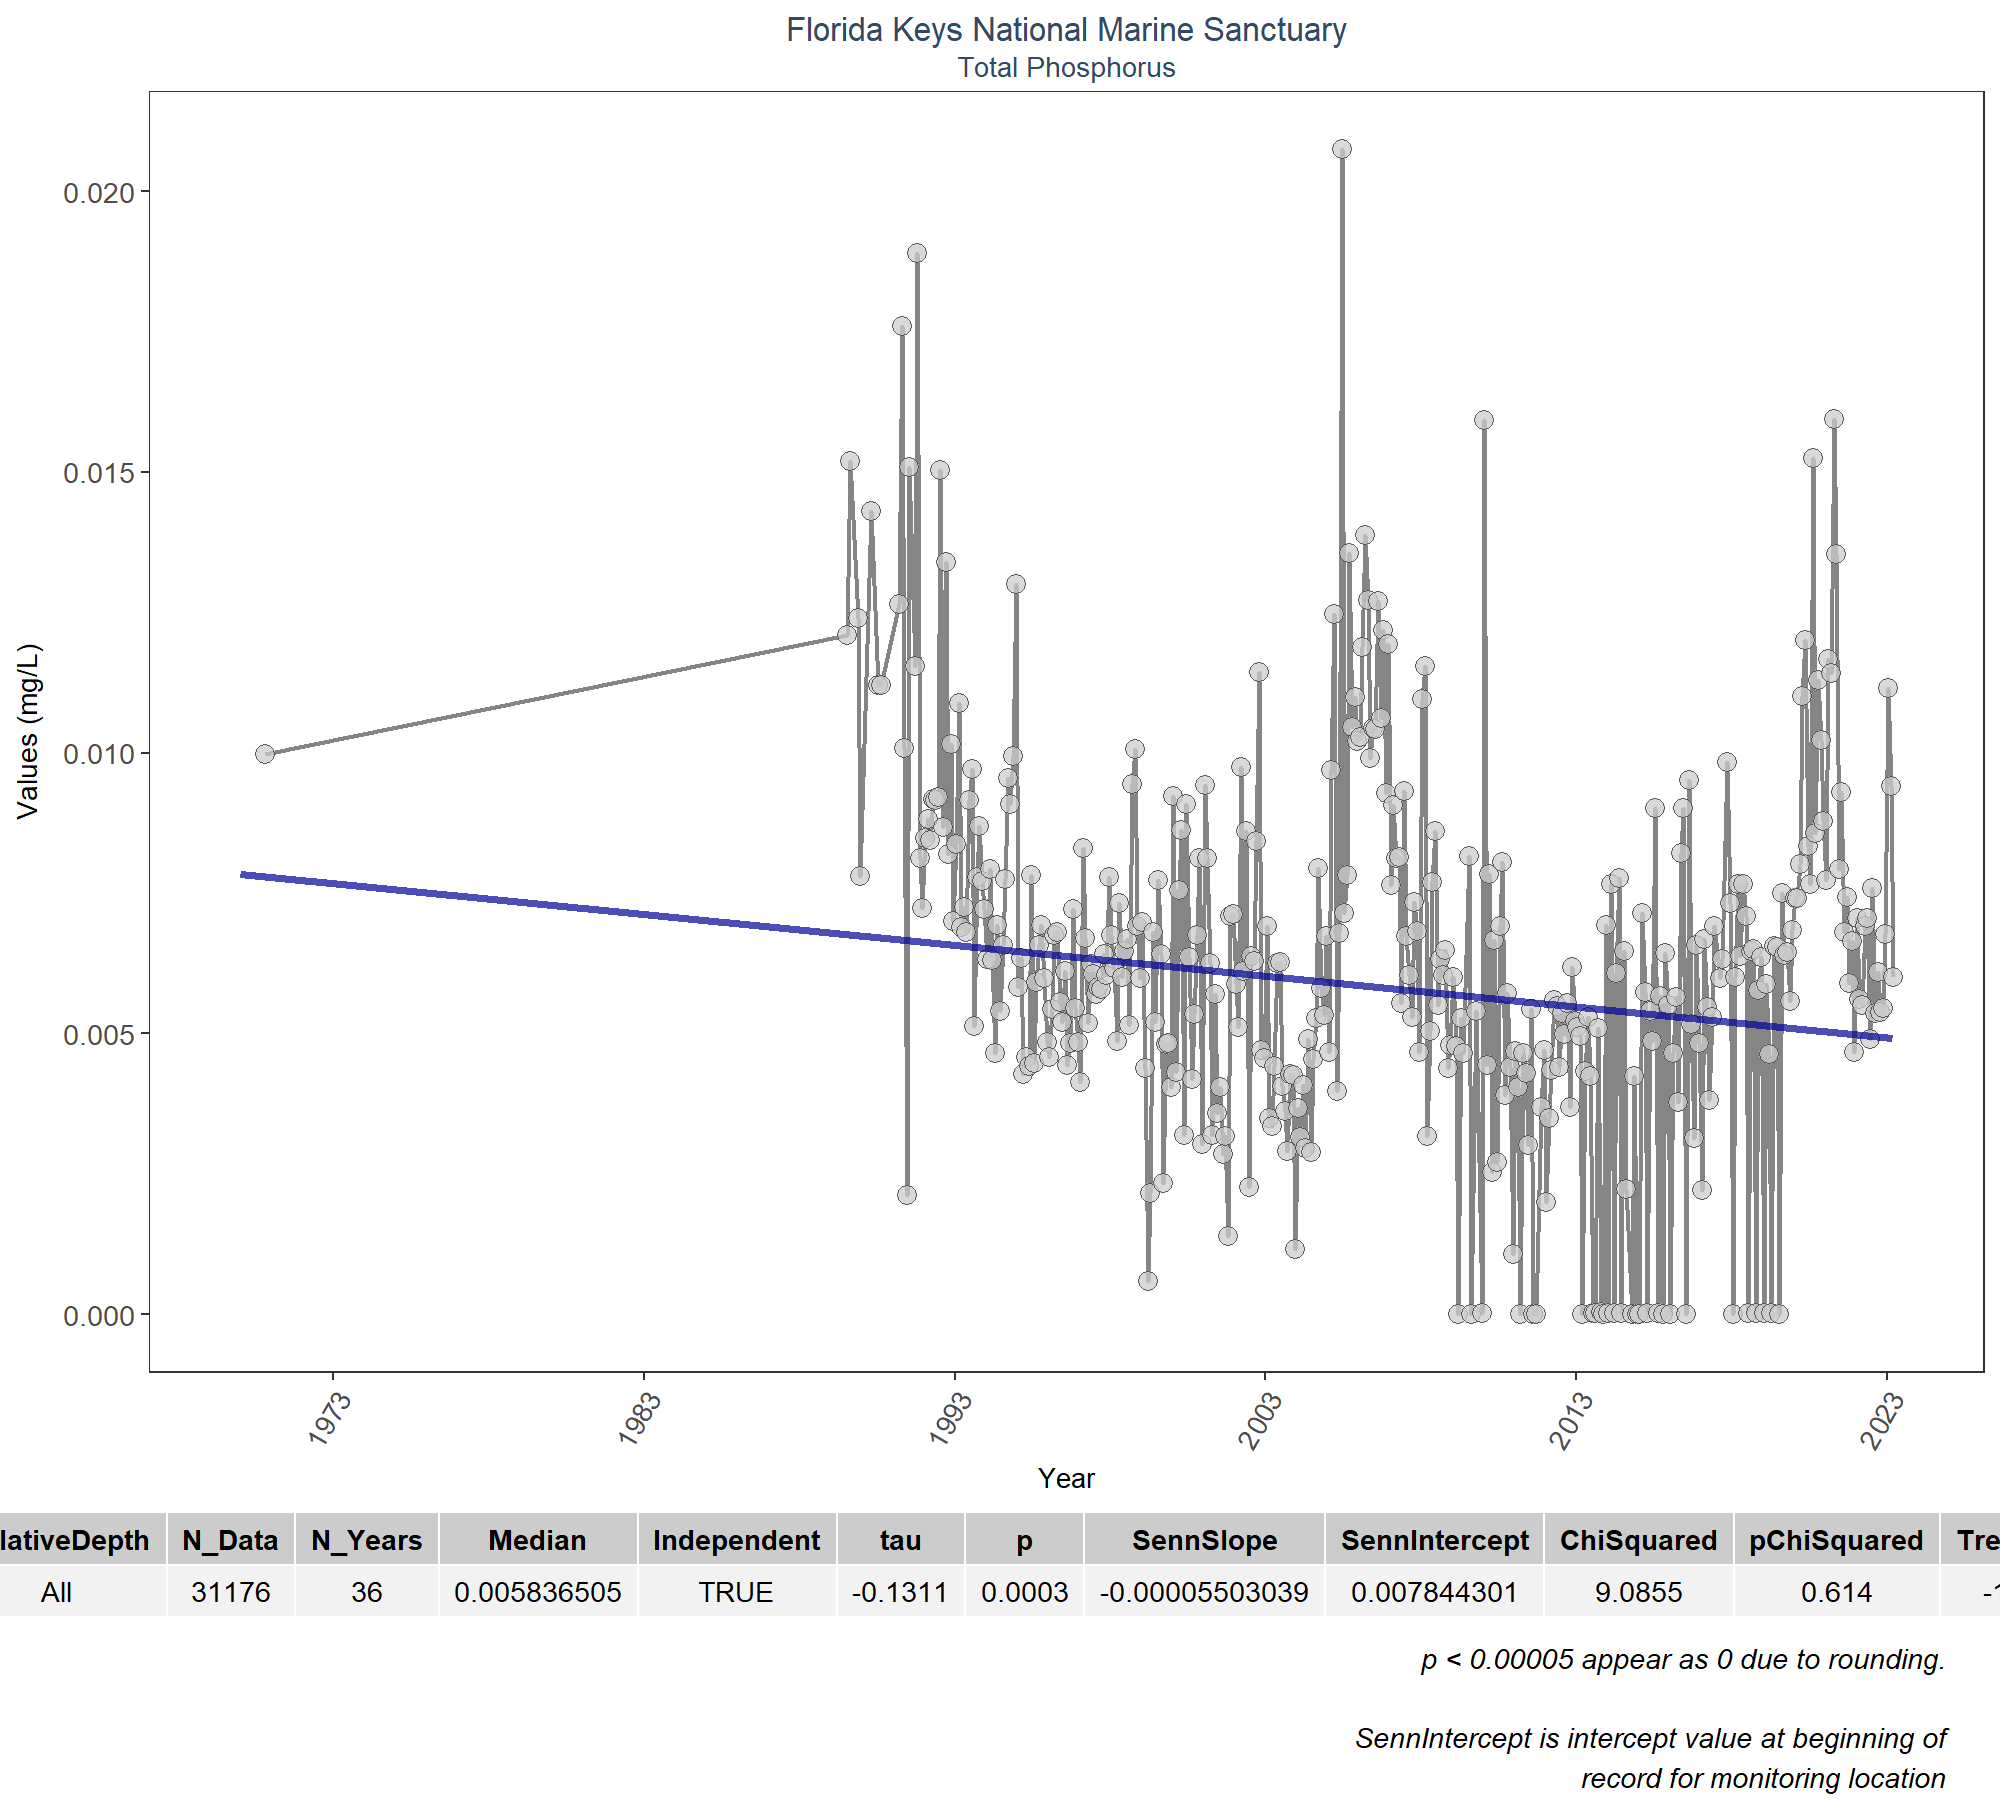 Florida Keys National Marine Sanctuary
Total Phosphorus
Values (mg/L)
0.020
0.015
0.010
0.005
0.000
1973 1983 1993 2003 2013 2023
Year
lativeDepth N_Data N_Years Median Independent tau p SennSlope SennIntercept ChiSquared pChiSquared Tre
All 31176 36 0.005836505 TRUE -0.1311 0.0003 -0.00005503039 0.007844301 9.0855 0.614 -1
p < 0.00005 appear as 0 due to rounding.
SennIntercept is intercept value at beginning of
record for monitoring location